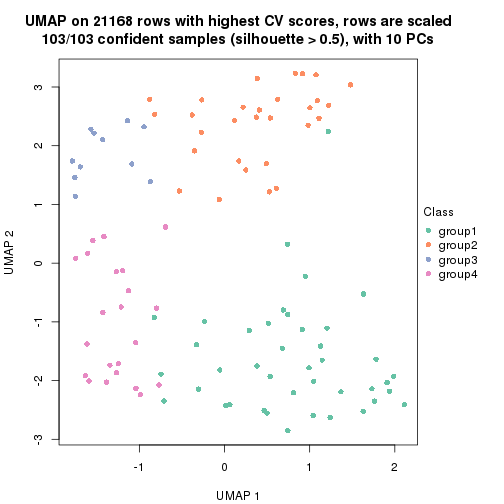 UMAP on 21168 rows with highest CV scores, rows are scaled
103/103 confident samples (silhouette > 0.5), with 10 PCs
3
2
1
0
-1
-2
-3
UMAP 2
-1
0
1
2
UMAP 1
Class
group1
group2
group3
group4